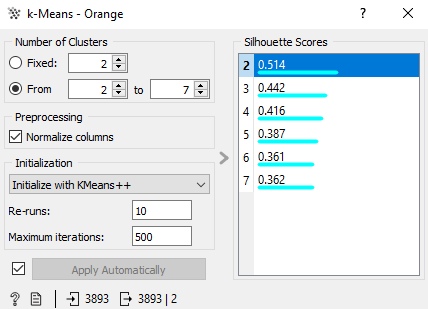 k-Means - Orange
Number of Clusters
Fixed: 2
From 2 to 7
Preprocessing
Normalize columns
Initialization
Initialize with KMeans++
Re-runs: 10
Maximum iterations: 500
Apply Automatically
? 3893 3893 | 2
Silhouette Scores
2 0.514
3 0.442
4 0.416
5 0.387
6 0.361
7 0.362